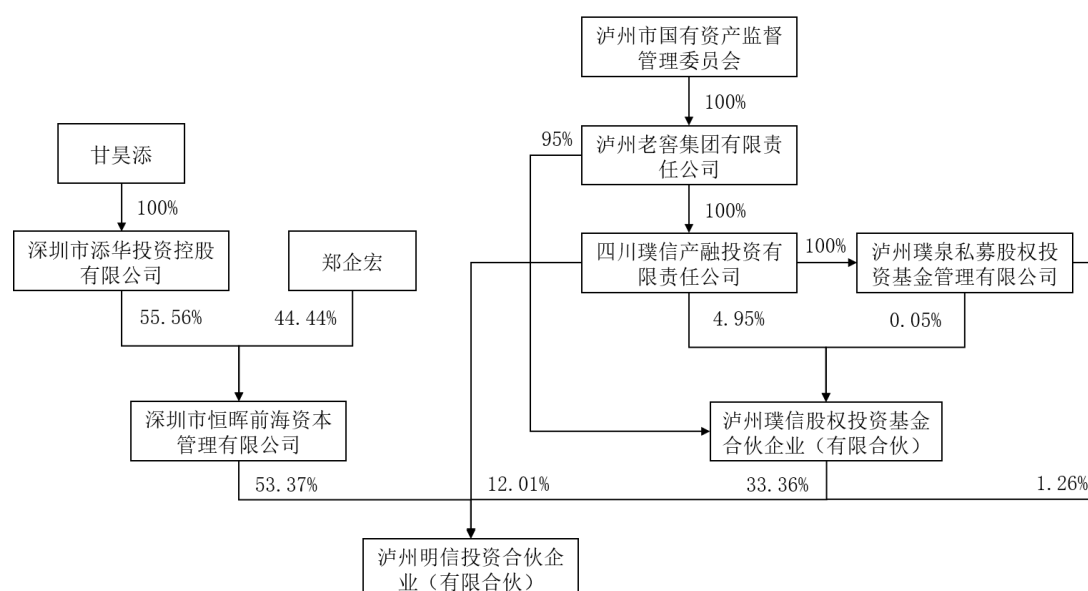 泸州市国有资产监督
管理委员会
100%
95%
泸州老窖集团有限责
任公司
甘昊添
100%
100%
深圳市添华投资控股
有限公司
郑企宏
四川璞信产融投资有
限责任公司
100%
泸州璞泉私募股权投
资基金管理有限公司
55.56%
44.44%
4.95%
0.05%
深圳市恒晖前海资本
管理有限公司
泸州璞信股权投资基金
合伙企业（有限合伙）
53.37%
12.01%
33.36%
1.26%
泸州明信投资合伙企
业（有限合伙）